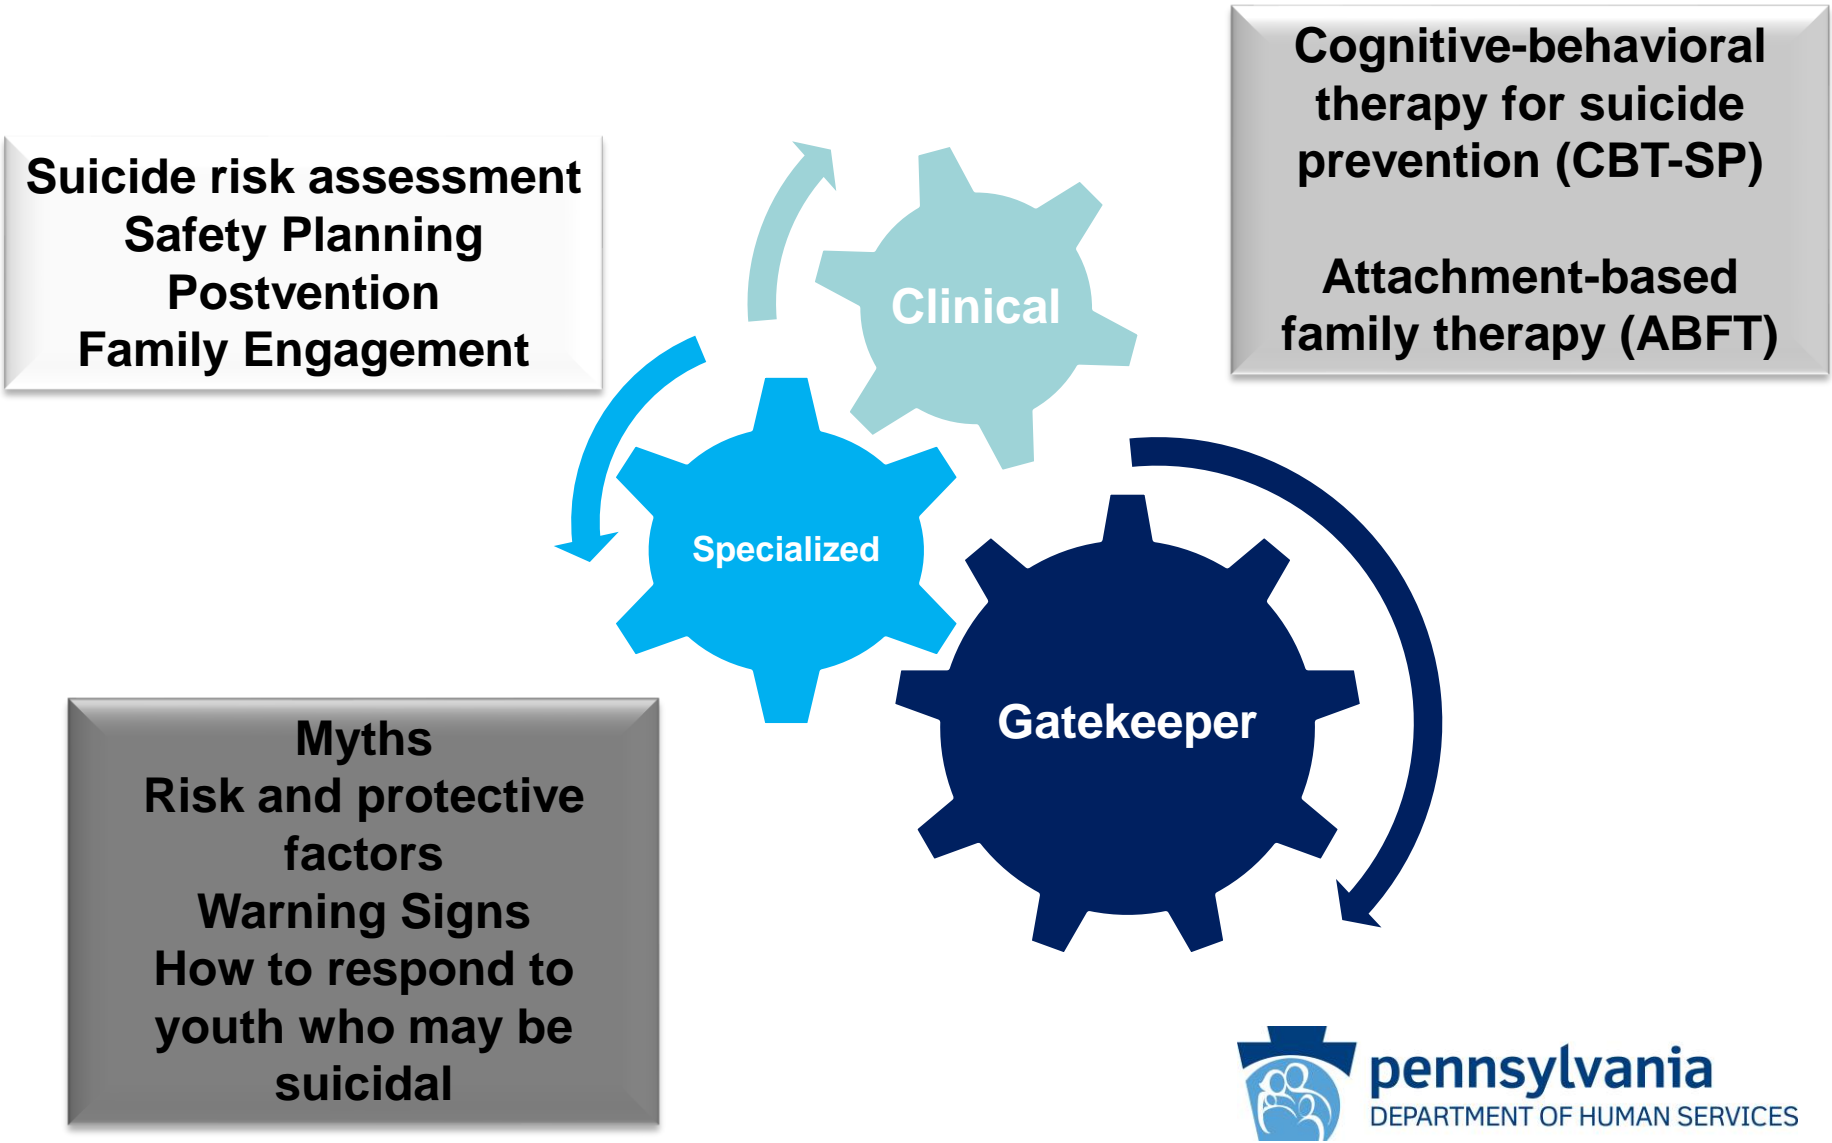 Cognitive-behavioral
therapy for suicide
prevention (CBT-SP)
Attachment-based
family therapy (ABFT)
Suicide risk assessment
Safety Planning
Postvention
Family Engagement
Clinical
Specialized
Gatekeeper
Myths
Risk and protective
factors
Warning Signs
How to respond to
youth who may be
suicidal
pennsylvania
DEPARTMENT OF HUMAN SERVICES